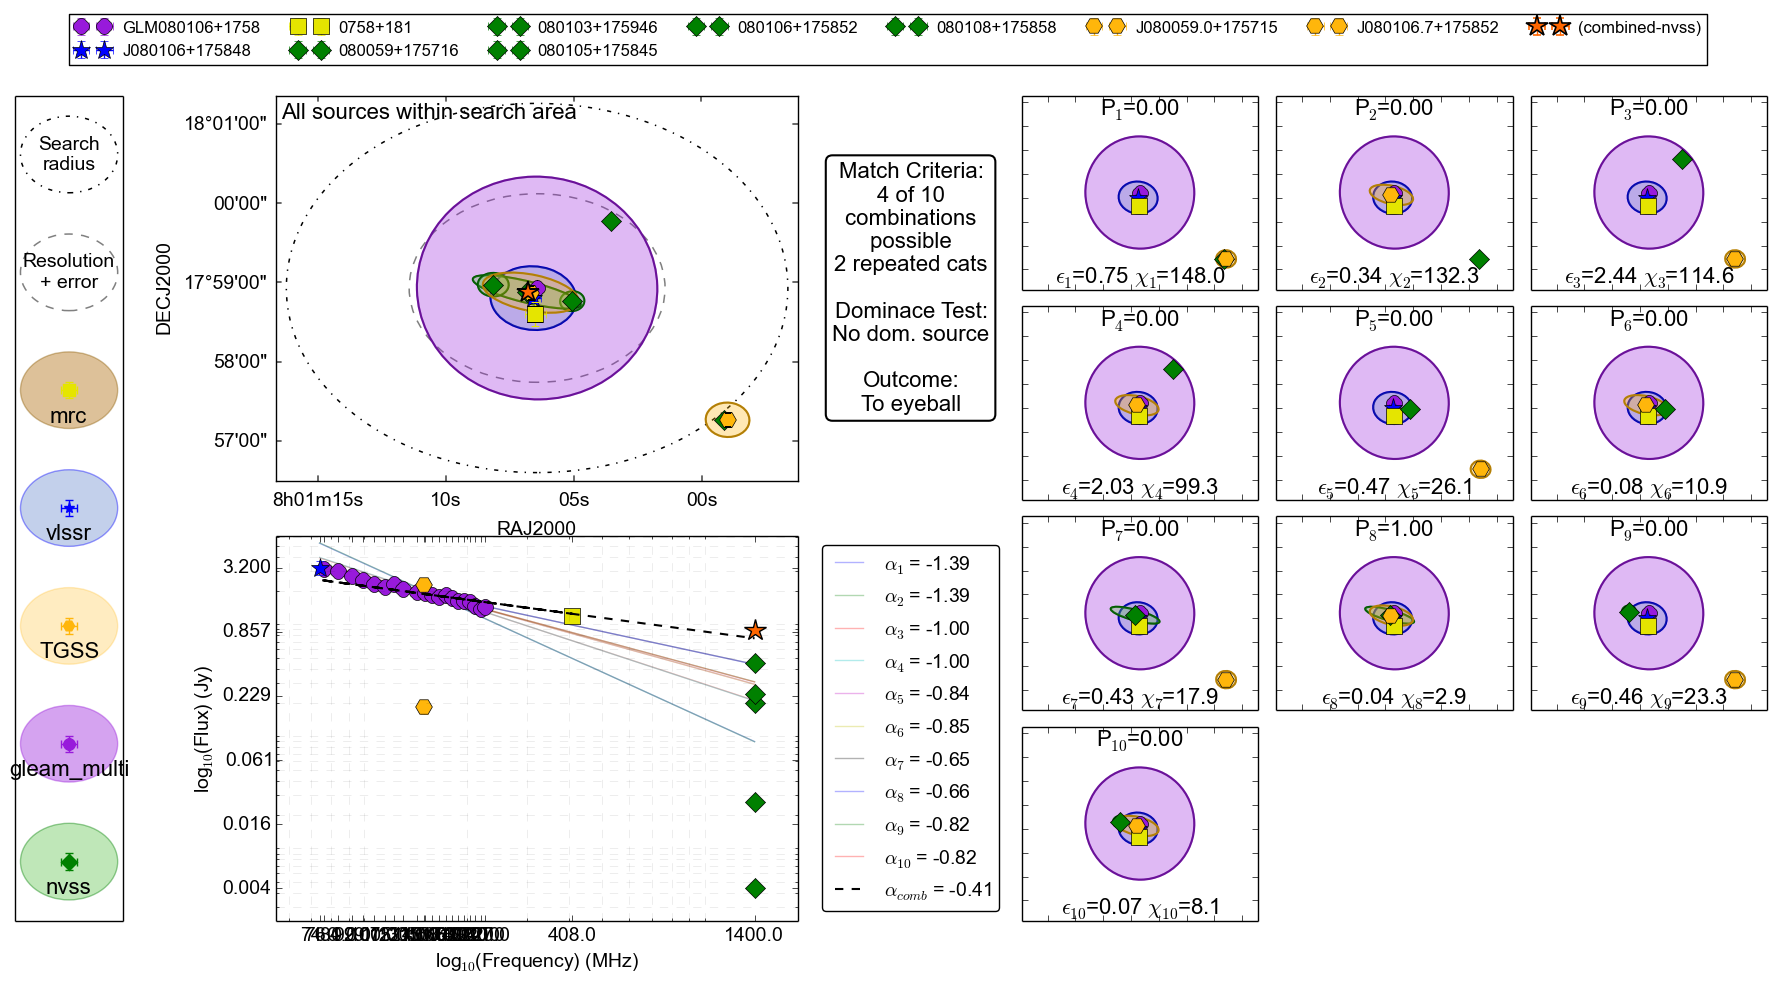 GLM080106+1758
0758+181
080103+175946
080106+175852
080108+175858
J080059.0+175715
J080106.7+175852
(combined-nvss)
J080106+175848
080059+175716
080105+175845
Search
radius
Resolution
+ error
mrc
vlssr
TGSS
gleam_multi
nvss
All sources within search area
18°01'00"
00'00"
17°59'00"
58'00"
57'00"
DECJ2000
8h01m15s
10s
05s
00s
RAJ2000
Match Criteria:
4 of 10
combinations
possible
2 repeated cats
Dominace Test:
No dom. source
Outcome:
To eyeball
3.200
0.857
0.229
0.061
0.016
0.004
log10(Flux) (Jy)
408.0
1400.0
log10(Frequency) (MHz)
α1 = -1.39
α2 = -1.39
α3 = -1.00
α4 = -1.00
α5 = -0.84
α6 = -0.85
α7 = -0.65
α8 = -0.66
α9 = -0.82
α10 = -0.82
αcomb = -0.41
P1=0.00
ϵ1=0.75 χ1=148.0
P2=0.00
ϵ2=0.34 χ2=132.3
P3=0.00
ϵ3=2.44 χ3=114.6
P4=0.00
ϵ4=2.03 χ4=99.3
P5=0.00
ϵ5=0.47 χ5=26.1
P6=0.00
ϵ6=0.08 χ6=10.9
P7=0.00
ϵ7=0.43 χ7=17.9
P8=1.00
ϵ8=0.04 χ8=2.9
P9=0.00
ϵ9=0.46 χ9=23.3
P10=0.00
ϵ10=0.07 χ10=8.1